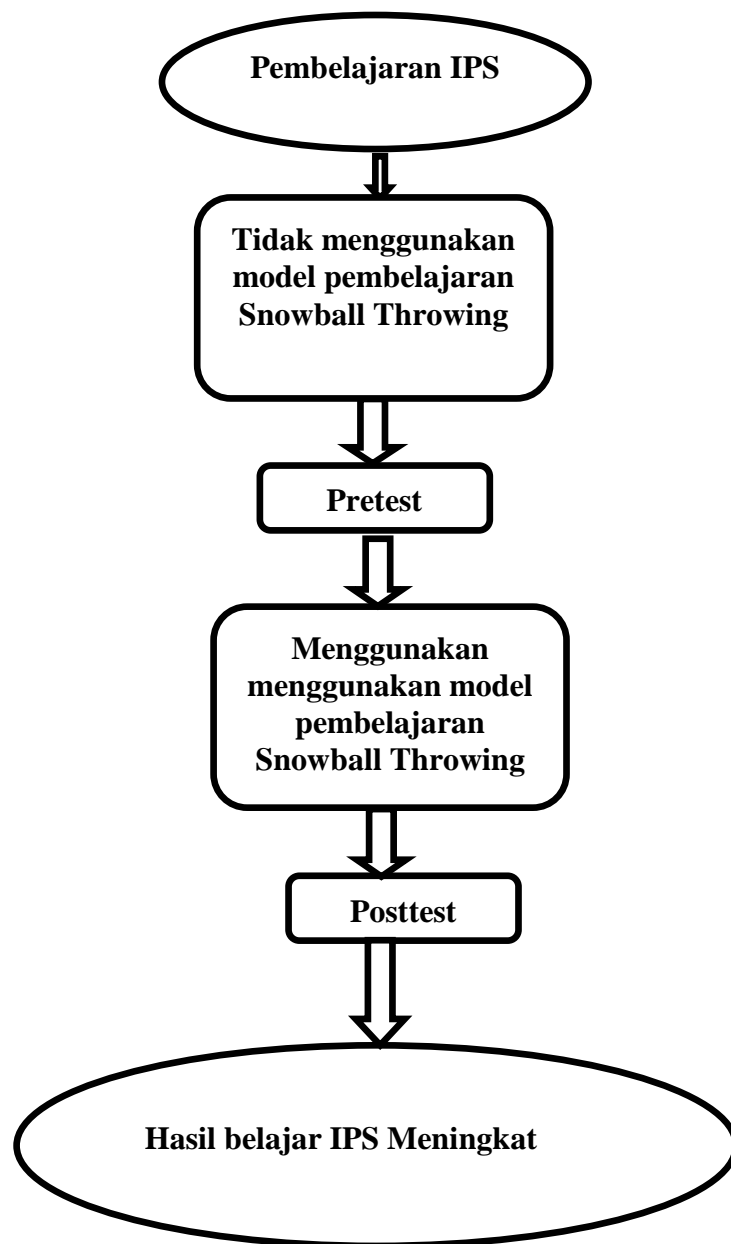 Pembelajaran IPS
Tidak menggunakan
model pembelajaran
Snowball Throwing
Pretest
Menggunakan
menggunakan model
pembelajaran
Snowball Throwing
Posttest
Hasil belajar IPS Meningkat